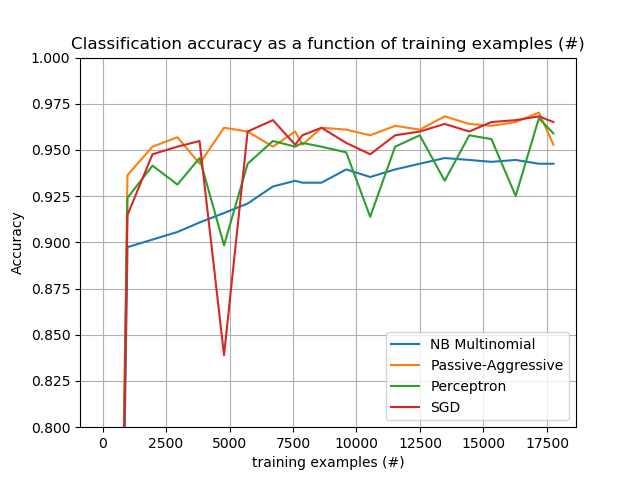 Classification accuracy as a function of training examples (#)
1.000
0.975
0.950
0.925
0.900
0.875
0.850
0.825
0.800
Accuracy
NB Multinomial
Passive-Aggressive
Perceptron
SGD
0 2500 5000 7500 10000 12500 15000 17500
training examples (#)